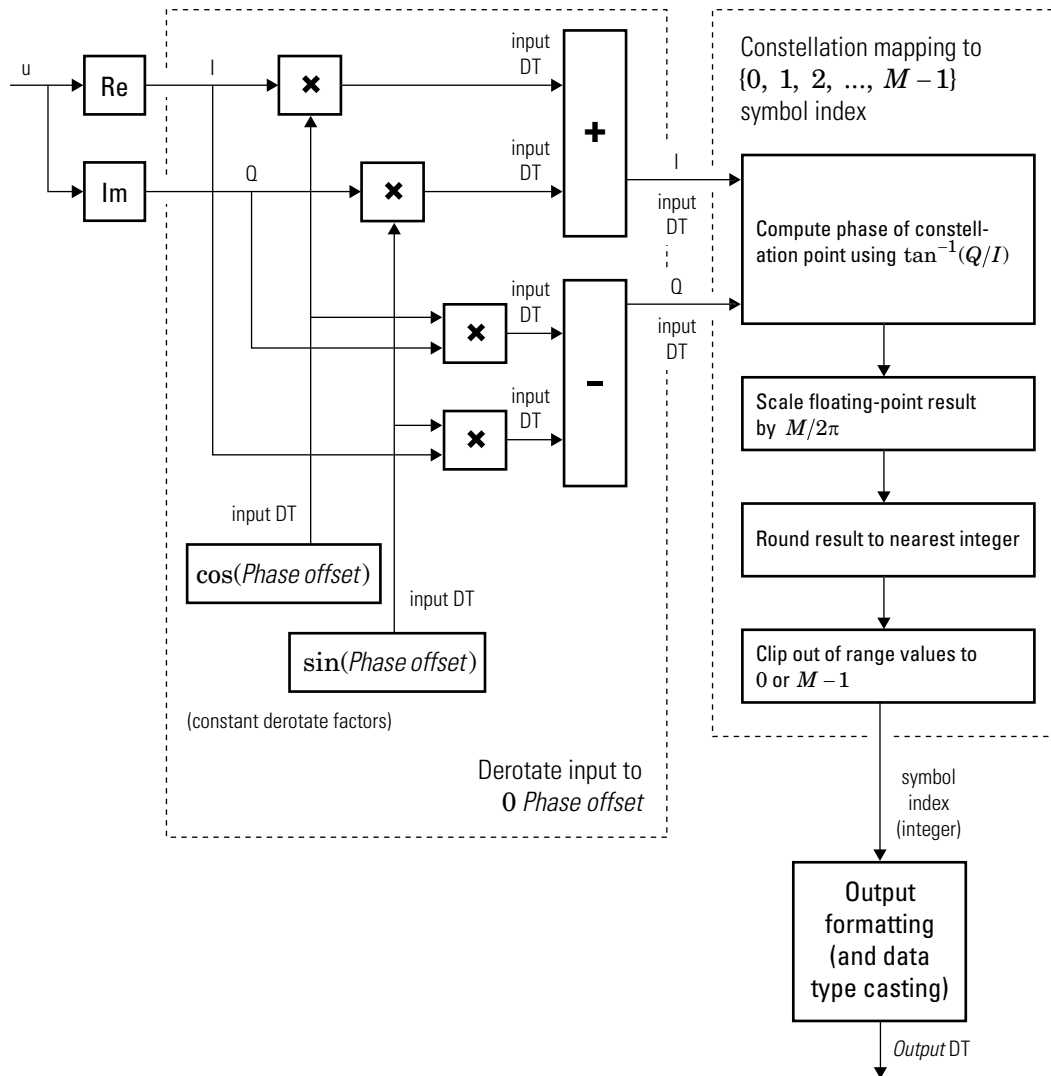 u
Re
I
×
input
DT
+
Constellation mapping to
{0, 1, 2, ..., M – 1}
symbol index
Im
Q
×
input
DT
I
input
DT
Compute phase of constell-
ation point using tan⁻¹(Q/I)
Q
input
DT
×
input
DT
–
×
input
DT
Scale floating-point result
by M/2π
Round result to nearest integer
input DT
cos(Phase offset)
input DT
sin(Phase offset)
(constant derotate factors)
Clip out of range values to
0 or M – 1
Derotate input to
0 Phase offset
symbol
index
(integer)
Output
formatting
(and data
type casting)
Output DT